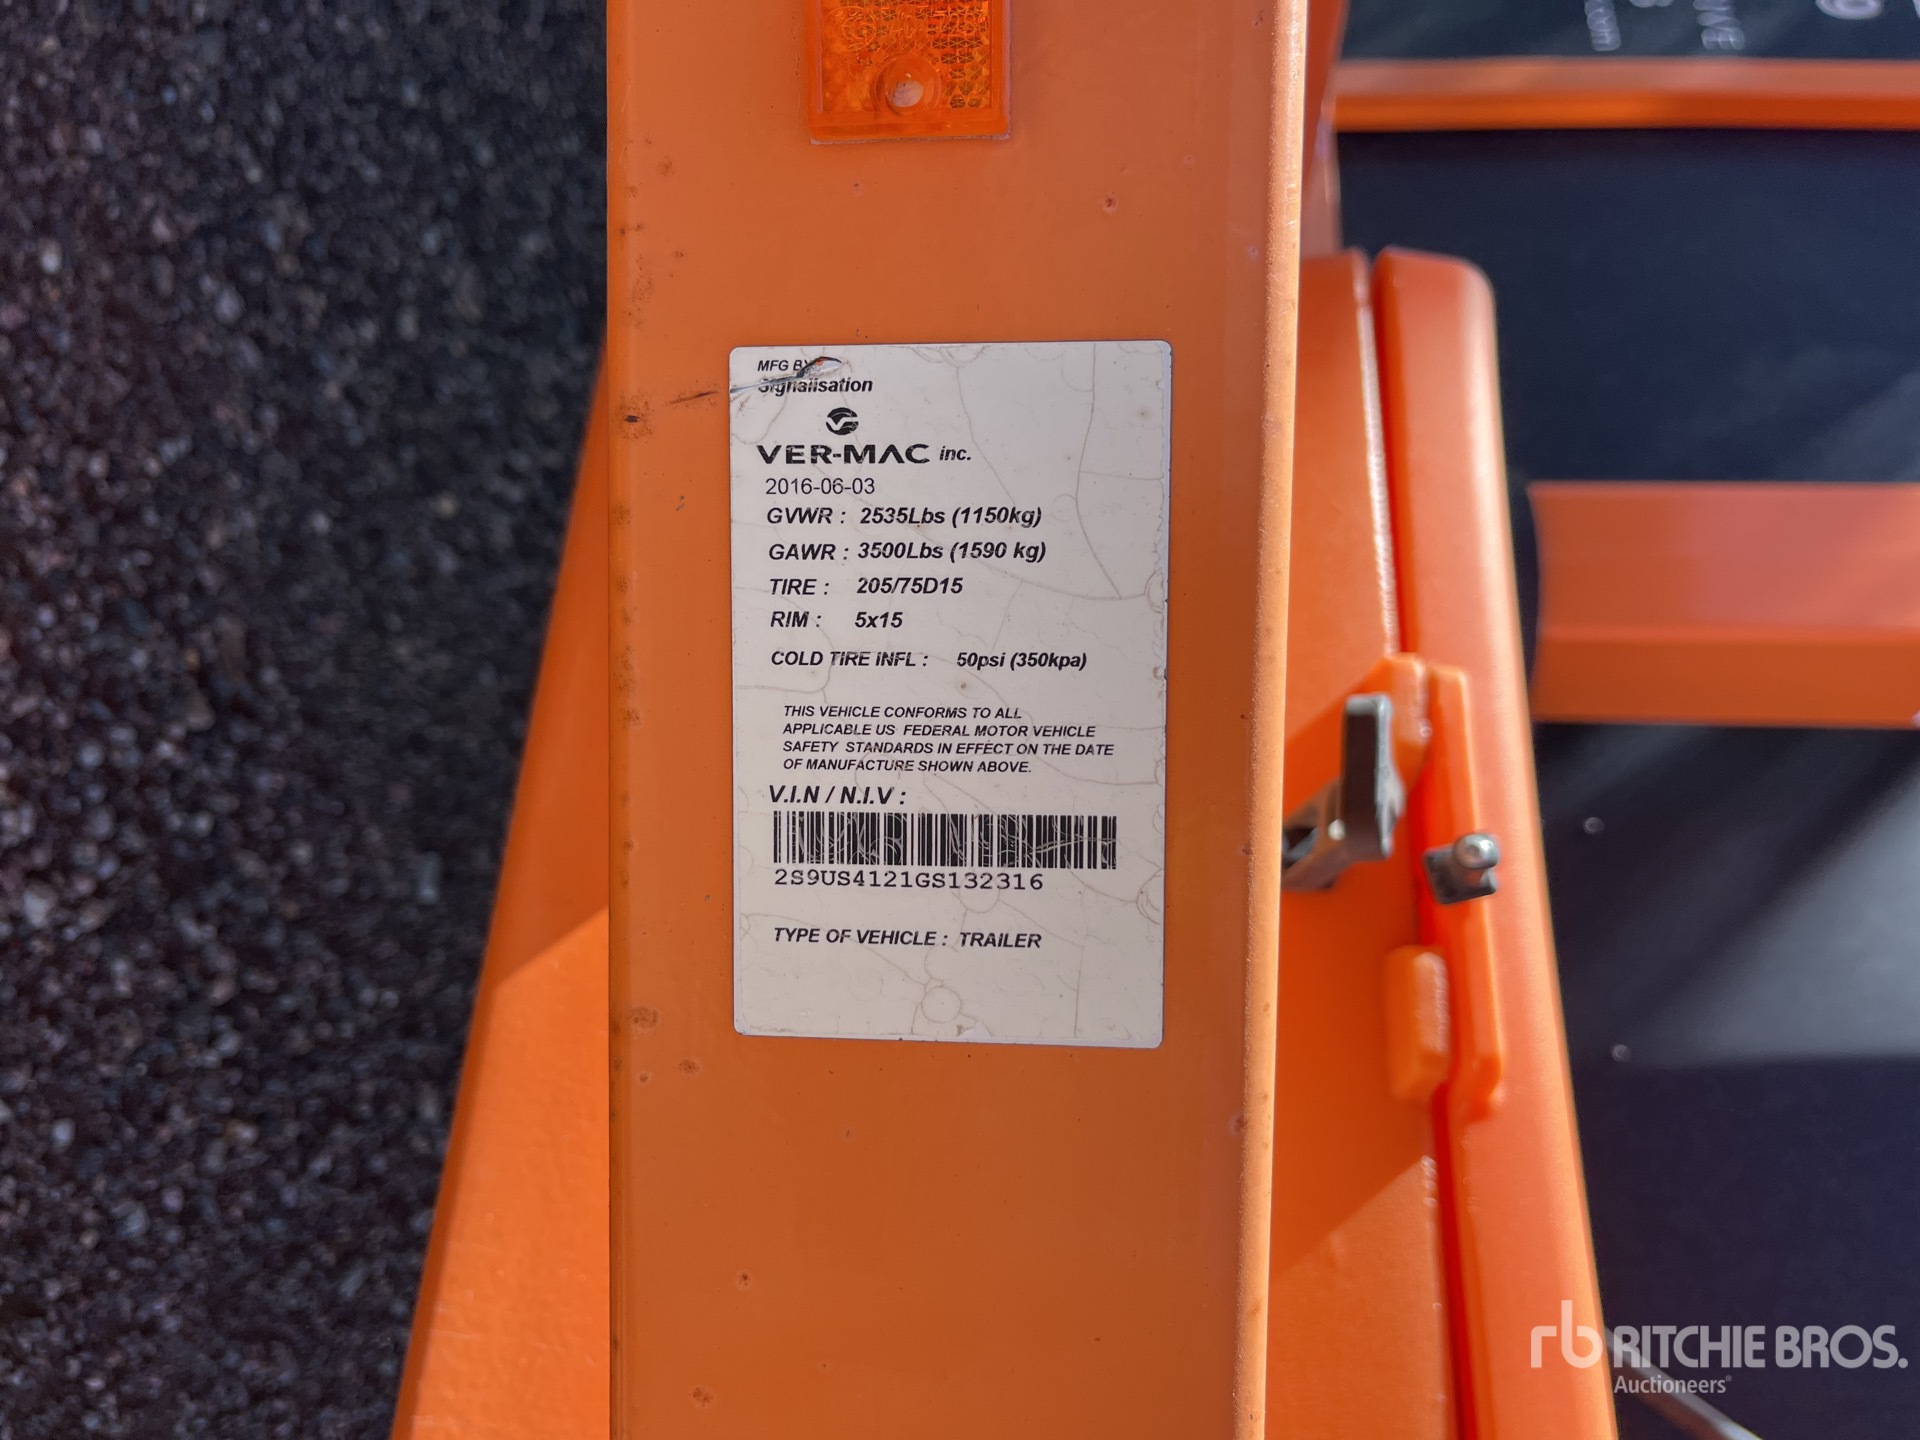 MFG BY
Signalisation
VER-MAC inc.
2016-06-03
GVWR : 2535Lbs (1150kg)
GAWR : 3500Lbs (1590 kg)
TIRE : 205/75D15
RIM : 5x15
COLD TIRE INFL : 50psi (350kpa)
THIS VEHICLE CONFORMS TO ALL
APPLICABLE US FEDERAL MOTOR VEHICLE
SAFETY STANDARDS IN EFFECT ON THE DATE
OF MANUFACTURE SHOWN ABOVE.
V.I.N / N.I.V :
2S9US4121GS132316
TYPE OF VEHICLE : TRAILER
rb RITCHIE BROS.
Auctioneers®